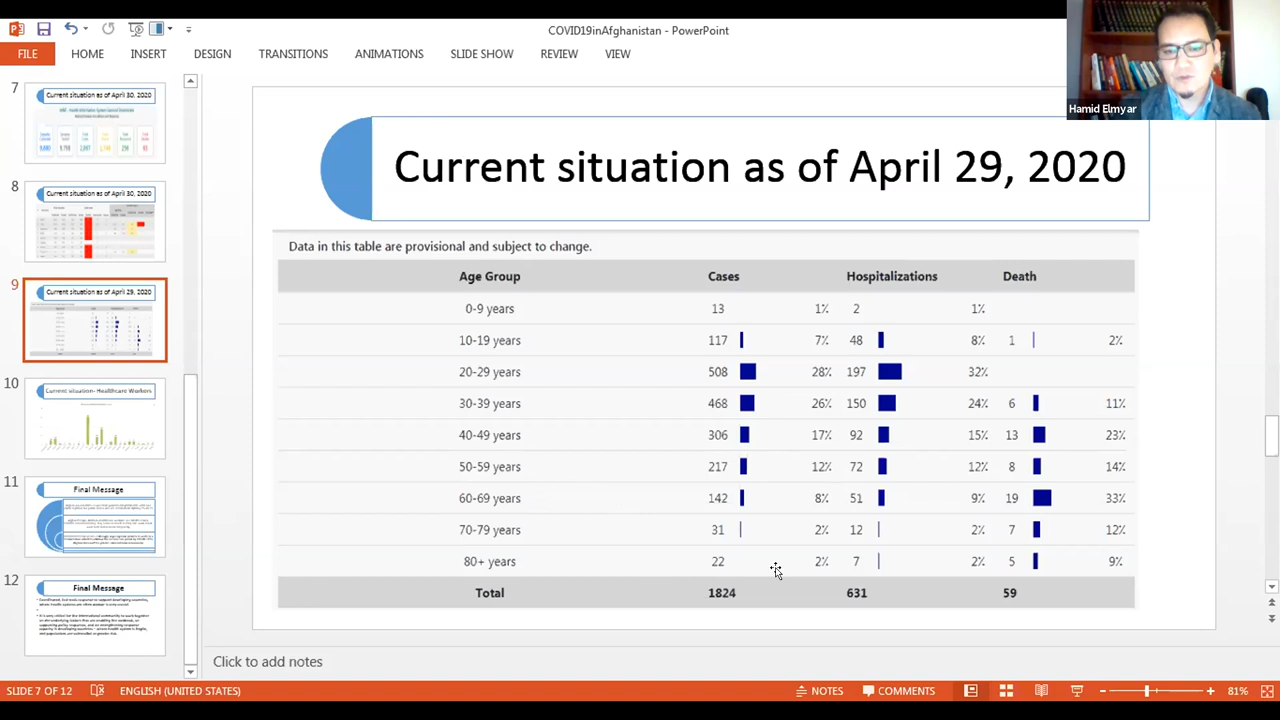 COVID19inAfghanistan - PowerPoint
FILE HOME INSERT DESIGN TRANSITIONS ANIMATIONS SLIDE SHOW REVIEW VIEW
Hamid Elmyar
7
Current situation as of April 30, 2020
8
Current situation as of April 30, 2020
9
Current situation as of April 29, 2020
10
Current situation- Healthcare Workers
11
Final Message
12
Final Message
Current situation as of April 29, 2020
Data in this table are provisional and subject to change.
Age Group Cases Hospitalizations Death
0-9 years 13 1% 2 1%
10-19 years 117 7% 48 8% 1 2%
20-29 years 508 28% 197 32%
30-39 years 468 26% 150 24% 6 11%
40-49 years 306 17% 92 15% 13 23%
50-59 years 217 12% 72 12% 8 14%
60-69 years 142 8% 51 9% 19 33%
70-79 years 31 2% 12 2% 7 12%
80+ years 22 2% 7 2% 5 9%
Total 1824 631 59
Click to add notes
SLIDE 7 OF 12 ENGLISH (UNITED STATES) NOTES COMMENTS 81%